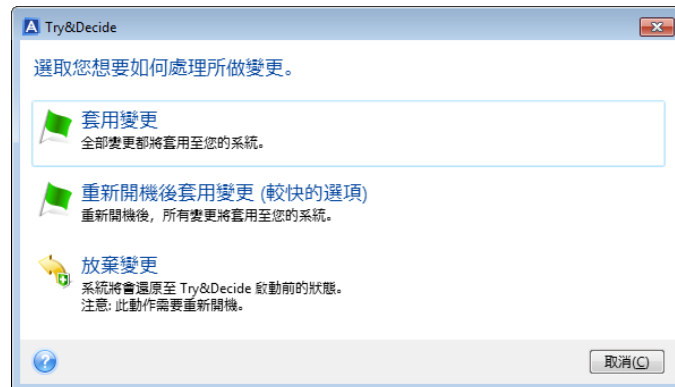 Try&Decide
選取您想要如何處理所做變更。
套用變更
全部變更都將套用至您的系統。
重新開機後套用變更 (較快的選項)
重新開機後，所有變更將套用至您的系統。
放棄變更
系統將會還原至 Try&Decide 啟動前的狀態。
注意: 此動作需要重新開機。
取消(C)